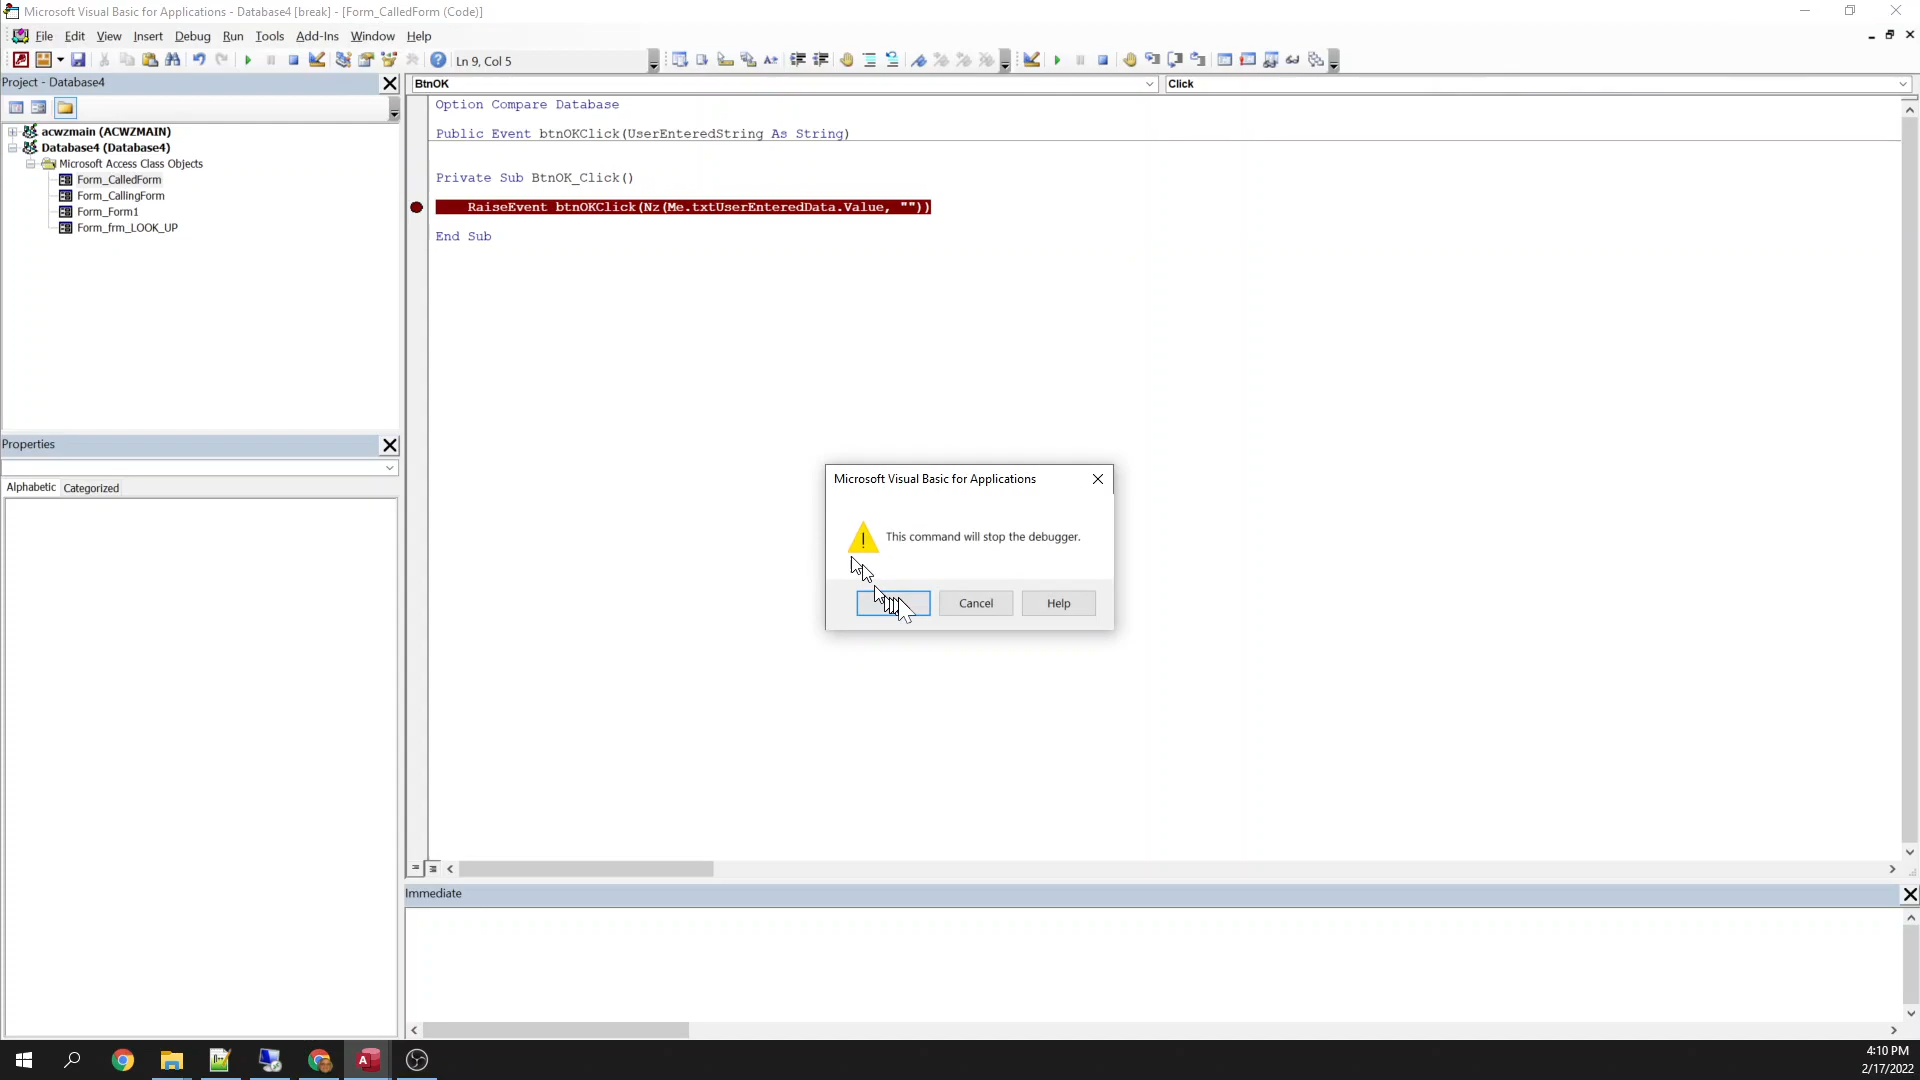 Microsoft Visual Basic for Applications - Database4 [break] - [Form_CalledForm (Code)]
File Edit View Insert Debug Run Tools Add-Ins Window Help
Ln 9, Col 5
Project - Database4
BtnOK
Click
acwzmain (ACWZMAIN)
Database4 (Database4)
Microsoft Access Class Objects
Form_CalledForm
Form_CallingForm
Form_Form1
Form_frm_LOOK_UP
Option Compare Database
Public Event btnOKClick(UserEnteredString As String)
Private Sub BtnOK_Click()
RaiseEvent btnOKClick(Nz(Me.txtUserEnteredData.Value, ""))
End Sub
Properties
Alphabetic Categorized
Microsoft Visual Basic for Applications
This command will stop the debugger.
Cancel
Help
Immediate
4:10 PM
2/17/2022